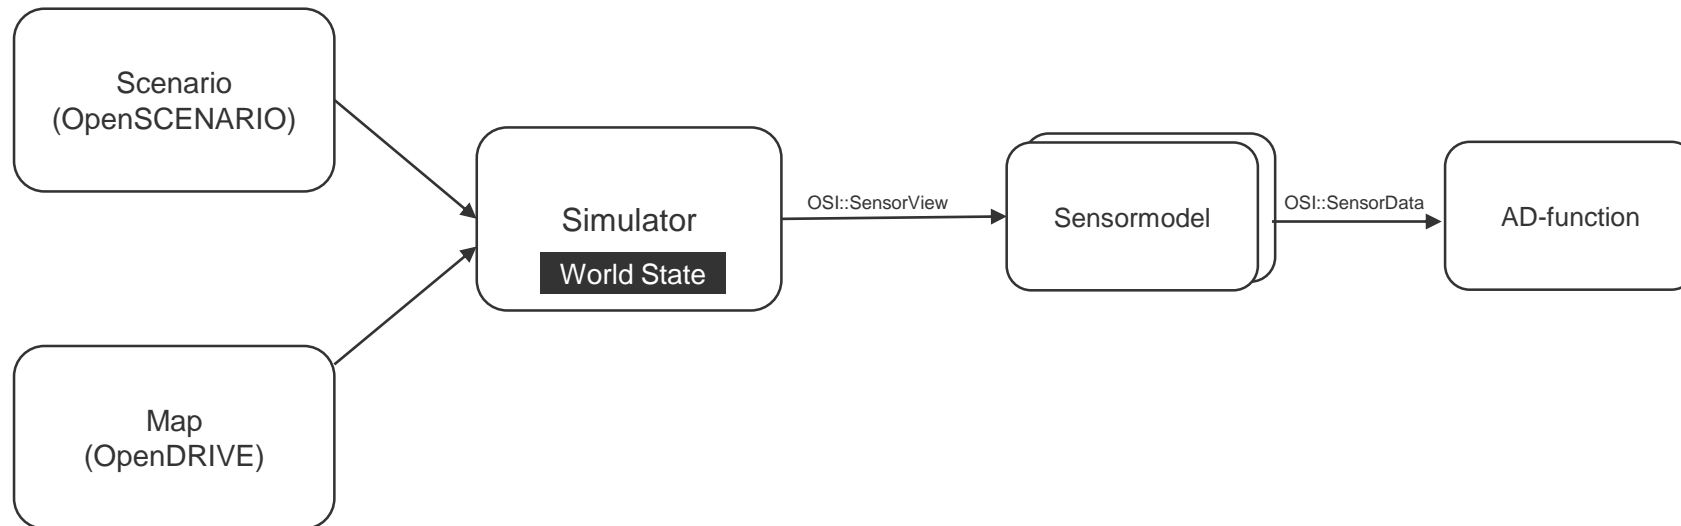 Scenario
(OpenSCENARIO)
Simulator
World State
OSI::SensorView
Sensormodel
OSI::SensorData
AD-function
Map
(OpenDRIVE)